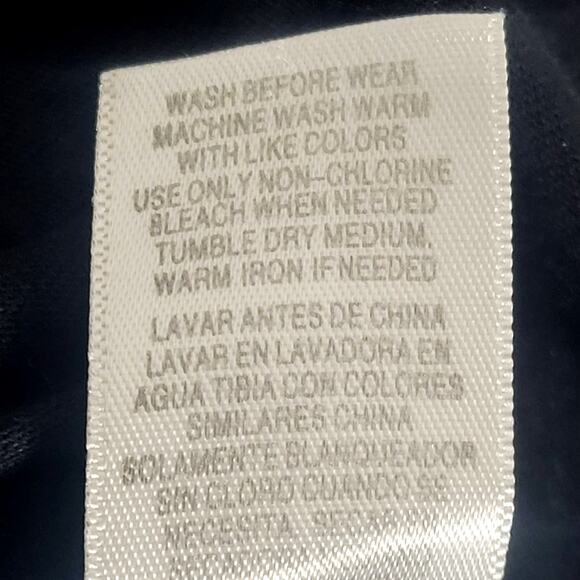 WASH BEFORE WEAR
MACHINE WASH WARM
WITH LIKE COLORS
USE ONLY NON-CHLORINE
BLEACH WHEN NEEDED
TUMBLE DRY MEDIUM,
WARM IRON IF NEEDED
LAVAR ANTES DE CHINA
LAVAR EN LAVADORA EN
AGUA TIBIA CON COLORES
SIMILARES CHINA
SOLAMENTE BLANQUEADOR
SIN CLORO CUANDO SE
NECESITA,